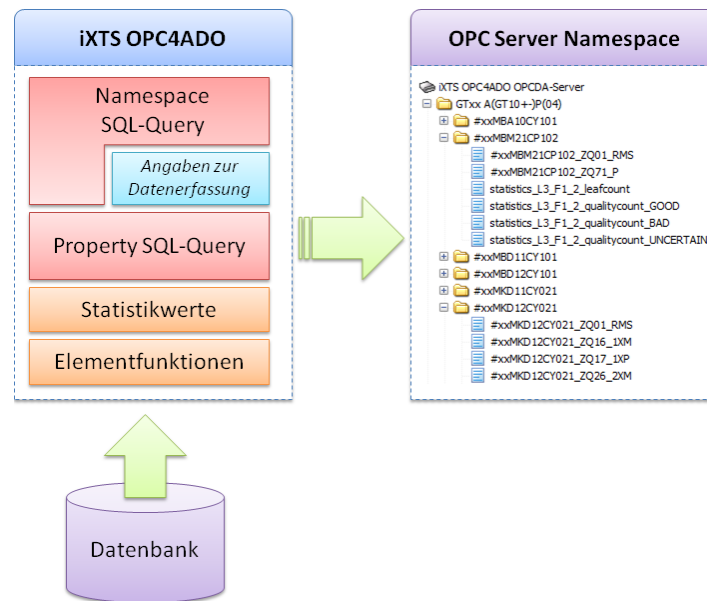 iXTS OPC4ADO
Namespace
SQL-Query
Angaben zur
Datenerfassung
Property SQL-Query
Statistikwerte
Elementfunktionen
Datenbank
OPC Server Namespace
iXTS OPC4ADO OPCDA-Server
GTxx A(GT10+-)P(04)
#xxMBA10CY101
#xxMBM21CP102
#xxMBM21CP102_ZQ01_RMS
#xxMBM21CP102_ZQ71_P
statistics_L3_F1_2_leafcount
statistics_L3_F1_2_qualitycount_GOOD
statistics_L3_F1_2_qualitycount_BAD
statistics_L3_F1_2_qualitycount_UNCERTAIN
#xxMBD11CY101
#xxMBD12CY101
#xxMKD11CY021
#xxMKD12CY021
#xxMKD12CY021_ZQ01_RMS
#xxMKD12CY021_ZQ16_1XM
#xxMKD12CY021_ZQ17_1XP
#xxMKD12CY021_ZQ26_2XM